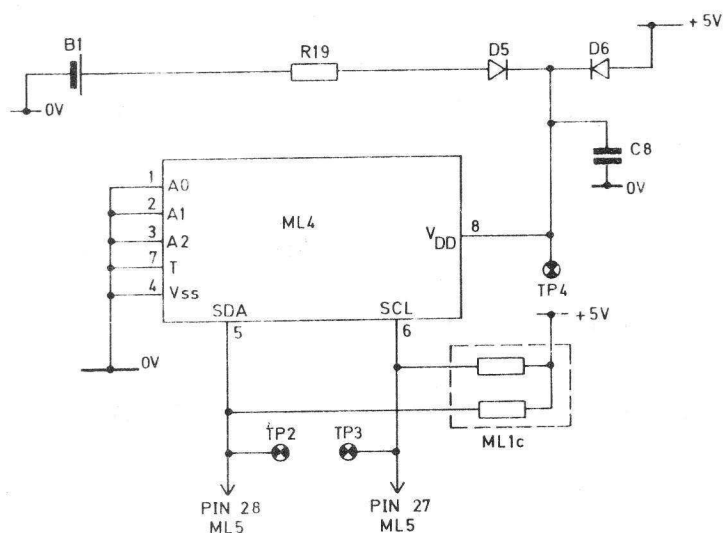 +5V
B1
R19
D5
D6
0V
C8
0V
1 A0
2 A1
3 A2
7 T
4 Vss
ML4
VDD
8
SDA
SCL
5
6
TP4
+5V
0V
TP2
TP3
ML1c
PIN 28
ML5
PIN 27
ML5